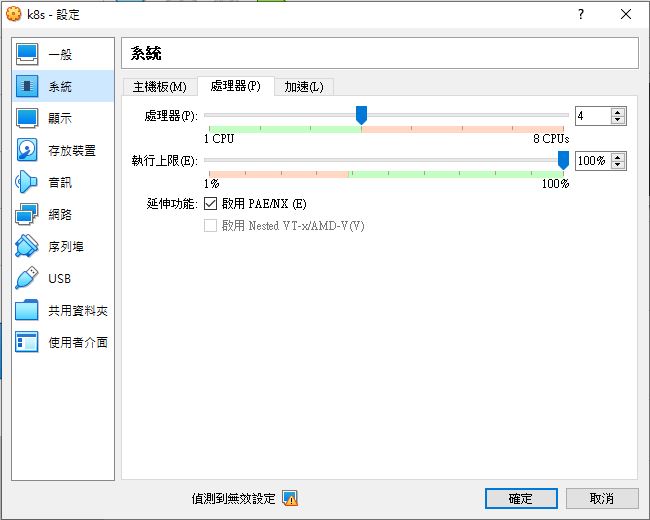 k8s - 設定
一般
系統
顯示
存放裝置
音訊
網路
序列埠
USB
共用資料夾
使用者介面
系統
主機板(M) 處理器(P) 加速(L)
處理器(P): 4
1 CPU 8 CPUs
執行上限(E): 100%
1% 100%
延伸功能: 啟用 PAE/NX (E)
啟用 Nested VT-x/AMD-V(V)
偵測到無效設定 確定 取消